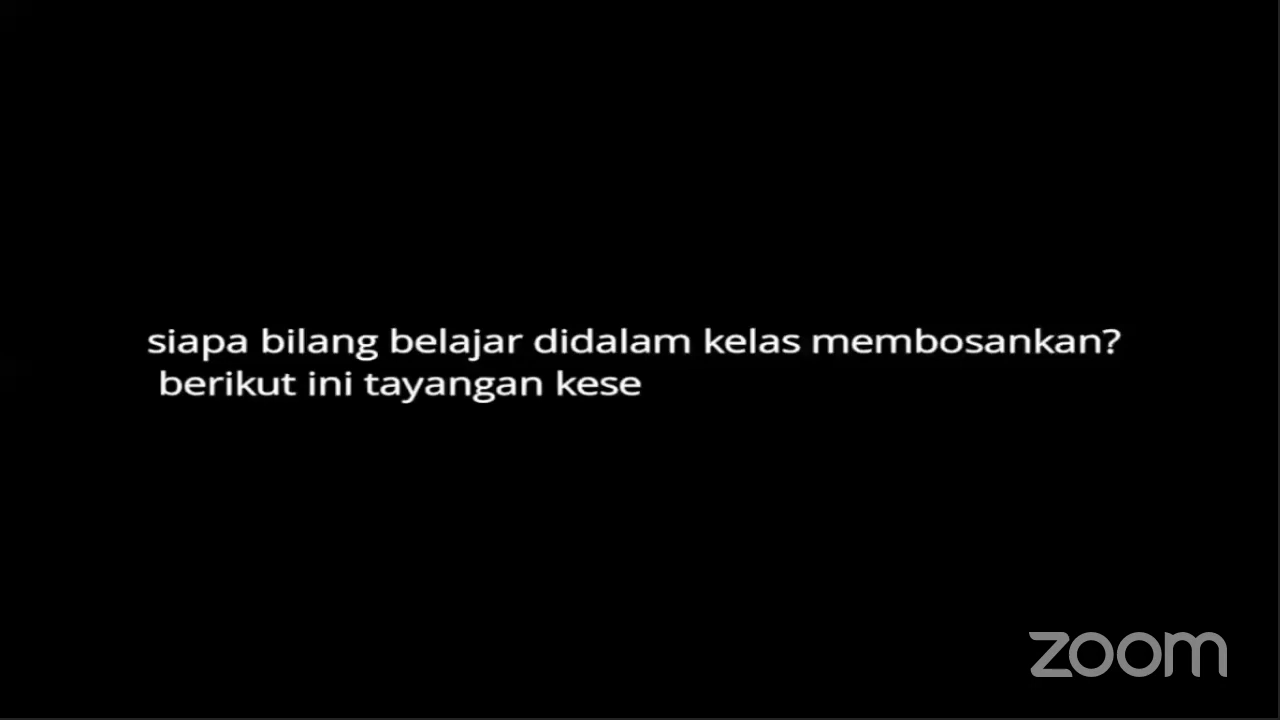 siapa bilang belajar didalam kelas membosankan?
berikut ini tayangan kese
zoom